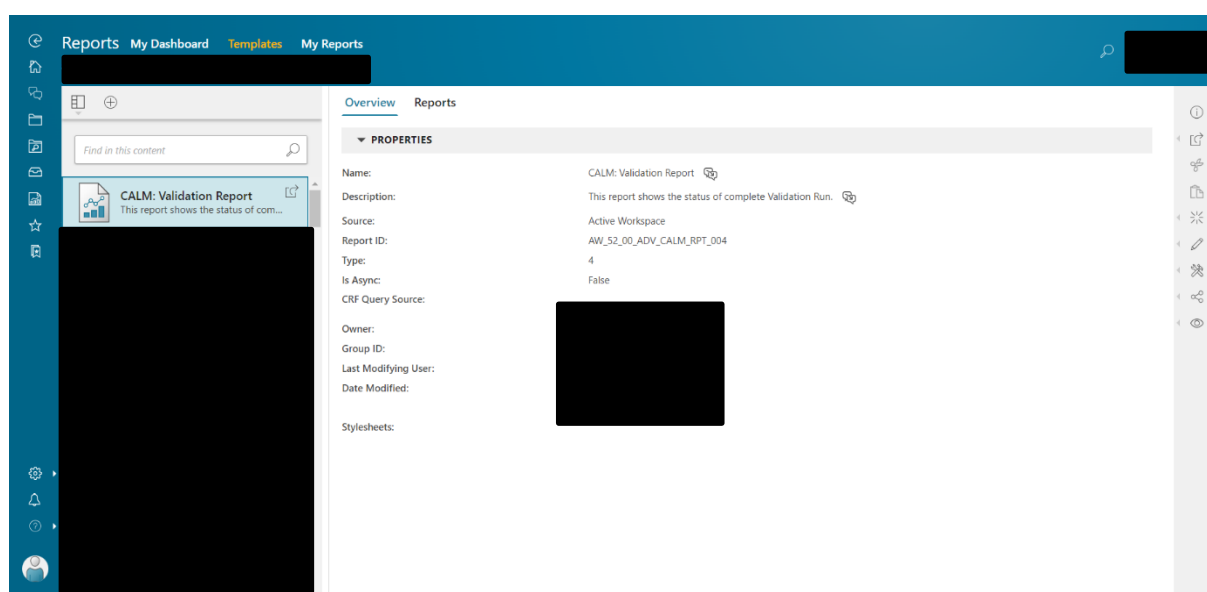 Reports My Dashboard Templates My Reports
Find in this content
CALM: Validation Report
This report shows the status of com...
Overview Reports
PROPERTIES
Name: CALM: Validation Report
Description: This report shows the status of complete Validation Run.
Source: Active Workspace
Report ID: AW_52_00_ADV_CALM_RPT_004
Type: 4
Is Async: False
CRF Query Source:
Owner:
Group ID:
Last Modifying User:
Date Modified:
Stylesheets: